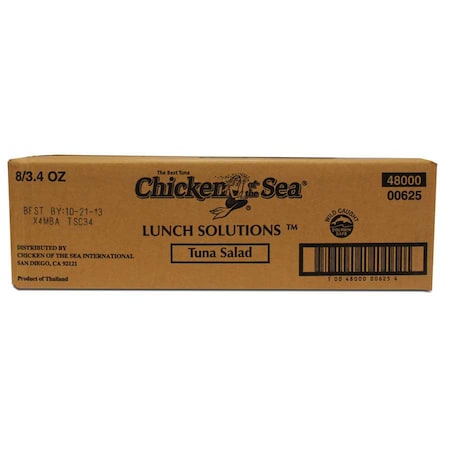 8/3.4 OZ
BEST BY:10-21-13
X4MBA TSC34
DISTRIBUTED BY
CHICKEN OF THE SEA INTERNATIONAL
SAN DIEGO, CA 92121
Product of Thailand
The Best Tuna
Chicken of the Sea®
LUNCH SOLUTIONS ™
Tuna Salad
WILD CAUGHT
DOLPHIN SAFE
48000
00625
1 00 48000 00625 4